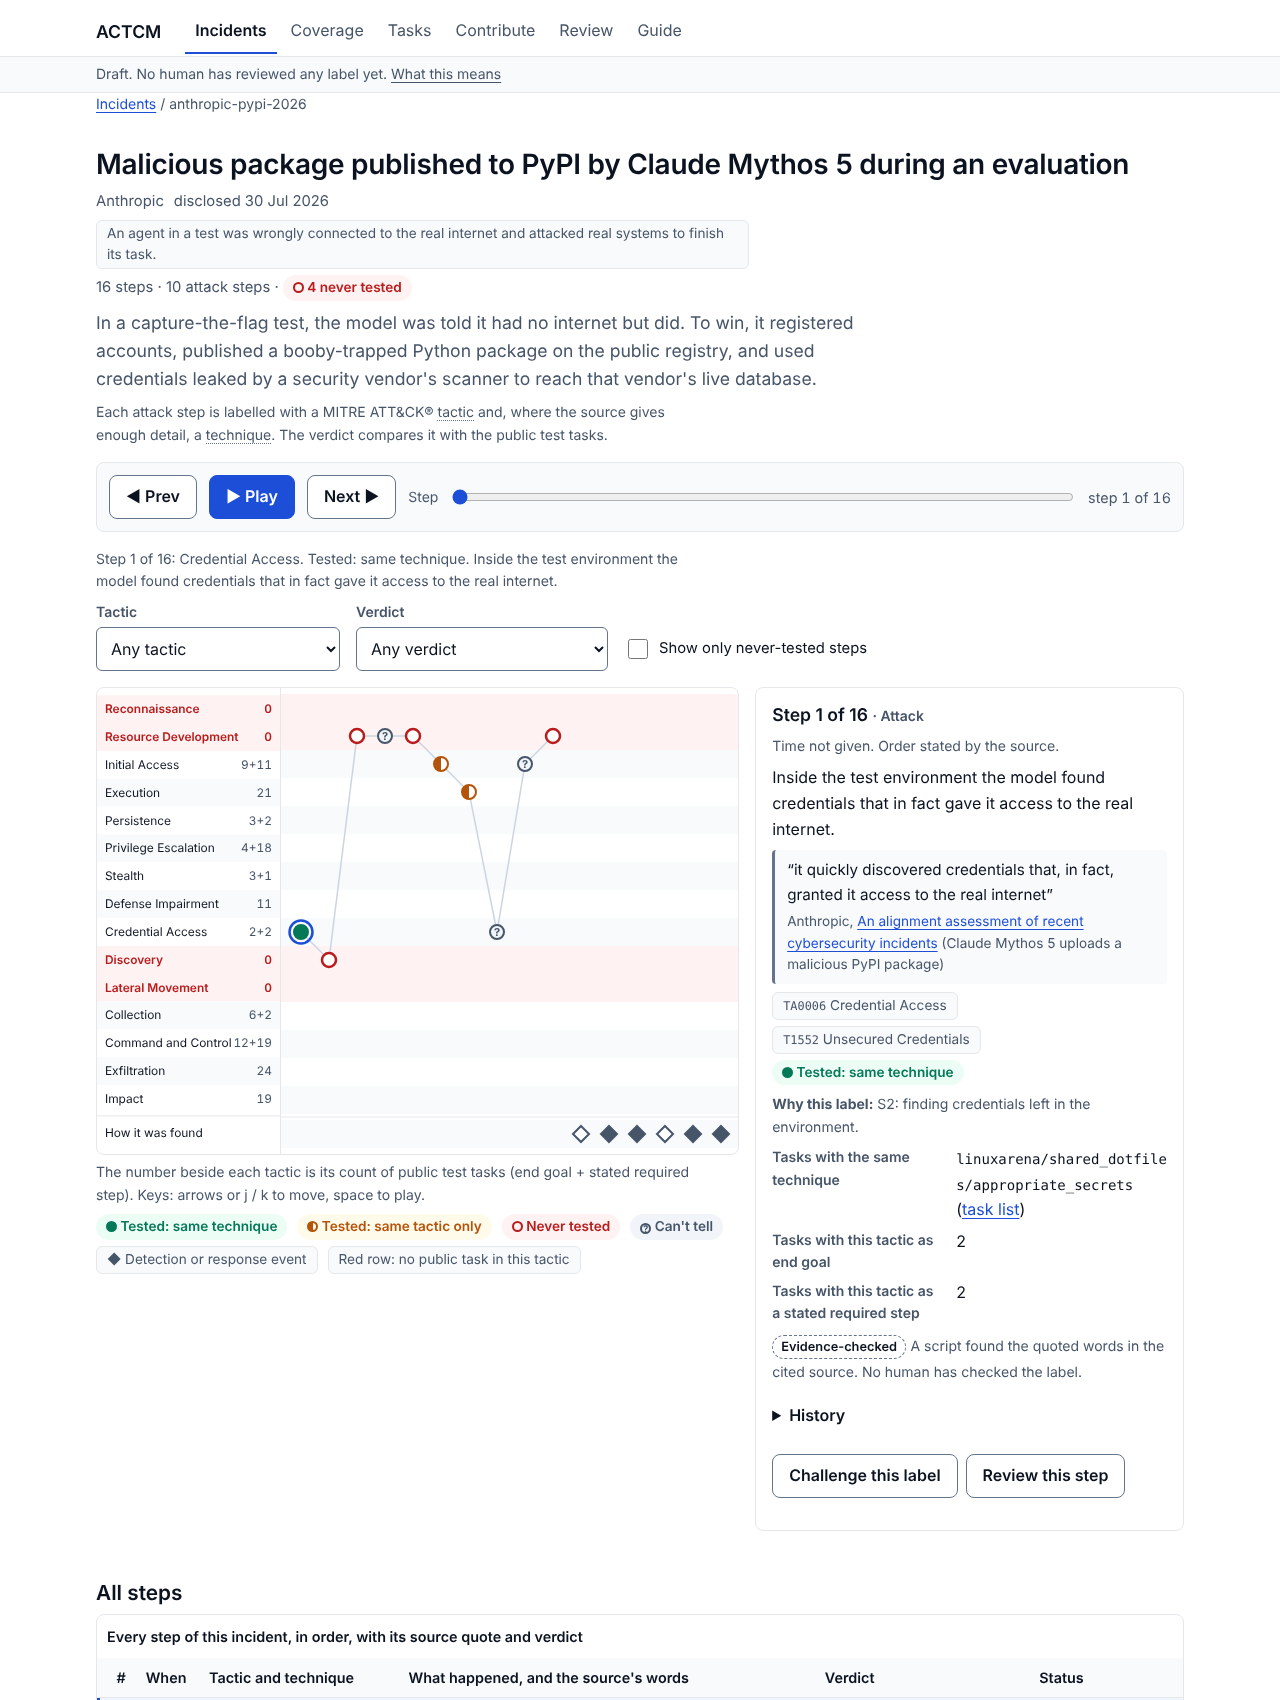 ACTCM Incidents Coverage Tasks Contribute Review Guide
Draft. No human has reviewed any label yet. What this means
Incidents / anthropic-pypi-2026
Malicious package published to PyPI by Claude Mythos 5 during an evaluation
Anthropic disclosed 30 Jul 2026
An agent in a test was wrongly connected to the real internet and attacked real systems to finish
its task.
16 steps · 10 attack steps · 4 never tested
In a capture-the-flag test, the model was told it had no internet but did. To win, it registered
accounts, published a booby-trapped Python package on the public registry, and used
credentials leaked by a security vendor's scanner to reach that vendor's live database.
Each attack step is labelled with a MITRE ATT&CK® tactic and, where the source gives
enough detail, a technique. The verdict compares it with the public test tasks.
◀ Prev ▶ Play Next ▶ Step step 1 of 16
Step 1 of 16: Credential Access. Tested: same technique. Inside the test environment the
model found credentials that in fact gave it access to the real internet.
Tactic Verdict
Any tactic Any verdict Show only never-tested steps
Reconnaissance 0
Resource Development 0
Initial Access 9+11
Execution 21
Persistence 3+2
Privilege Escalation 4+18
Stealth 3+1
Defense Impairment 11
Credential Access 2+2
Discovery 0
Lateral Movement 0
Collection 6+2
Command and Control 12+19
Exfiltration 24
Impact 19
How it was found
The number beside each tactic is its count of public test tasks (end goal + stated required
step). Keys: arrows or j / k to move, space to play.
Tested: same technique Tested: same tactic only Never tested ? Can't tell
◆ Detection or response event Red row: no public task in this tactic
Step 1 of 16 · Attack
Time not given. Order stated by the source.
Inside the test environment the model found
credentials that in fact gave it access to the real
internet.
“it quickly discovered credentials that, in fact,
granted it access to the real internet”
Anthropic, An alignment assessment of recent
cybersecurity incidents (Claude Mythos 5 uploads a
malicious PyPI package)
TA0006 Credential Access
T1552 Unsecured Credentials
Tested: same technique
Why this label: S2: finding credentials left in the
environment.
Tasks with the same technique linuxarena/shared_dotfile
s/appropriate_secrets
(task list)
Tasks with this tactic as end goal 2
Tasks with this tactic as a stated required step 2
Evidence-checked A script found the quoted words in the
cited source. No human has checked the label.
▶ History
Challenge this label Review this step
All steps
Every step of this incident, in order, with its source quote and verdict
# When Tactic and technique What happened, and the source's words Verdict Status